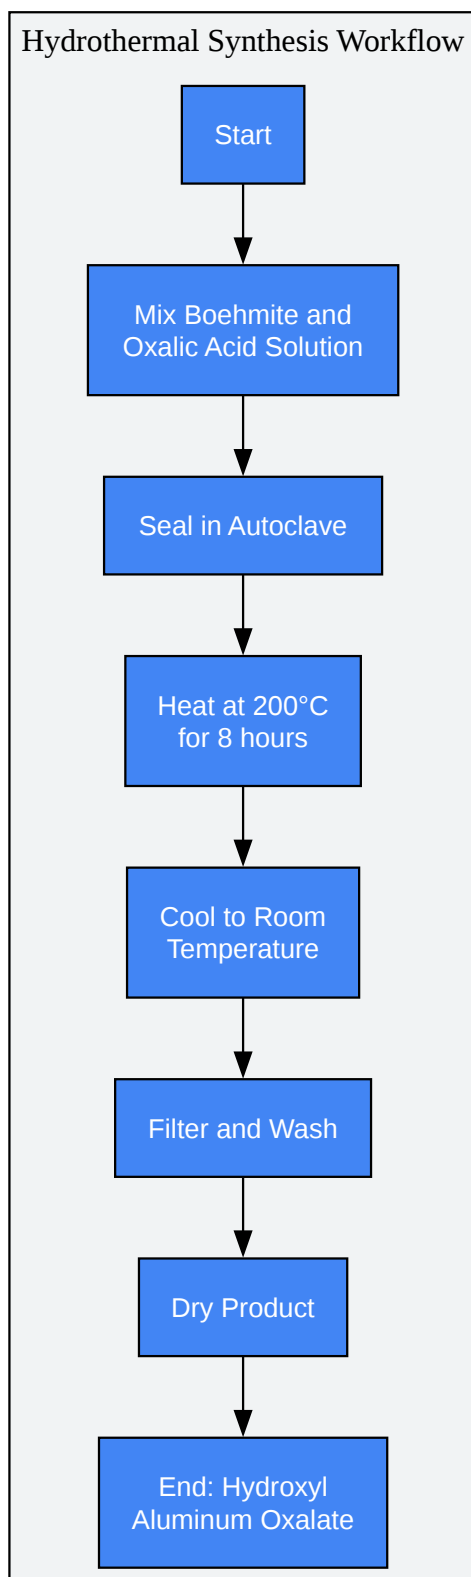 Hydrothermal Synthesis Workflow
Start
Mix Boehmite and
Oxalic Acid Solution
Seal in Autoclave
Heat at 200°C
for 8 hours
Cool to Room
Temperature
Filter and Wash
Dry Product
End: Hydroxyl
Aluminum Oxalate